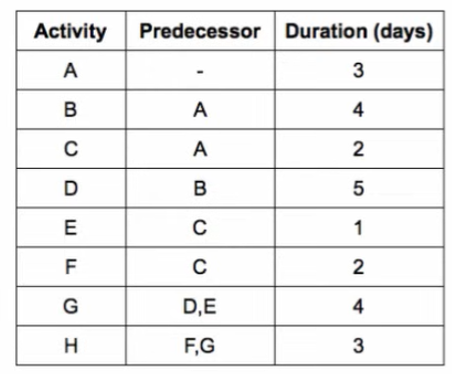 Activity Predecessor Duration (days)
A - 3
B A 4
C A 2
D B 5
E C 1
F C 2
G D,E 4
H F,G 3